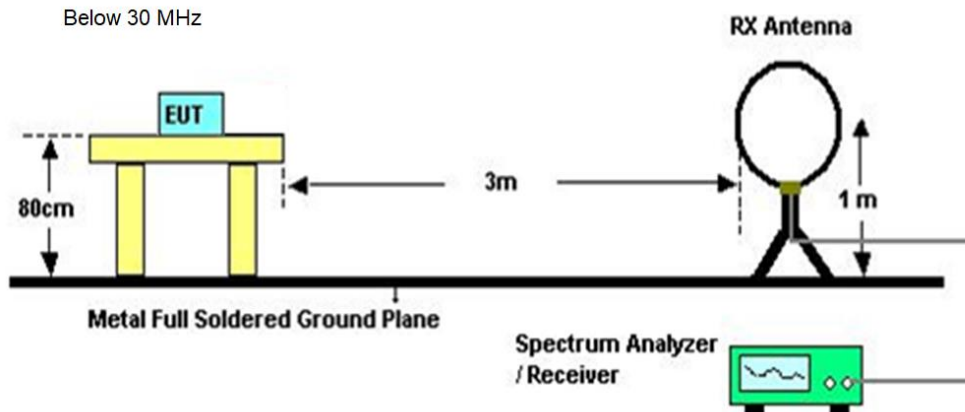 Below 30 MHz
RX Antenna
EUT
80cm
3m
1 m
Metal Full Soldered Ground Plane
Spectrum Analyzer
/ Receiver